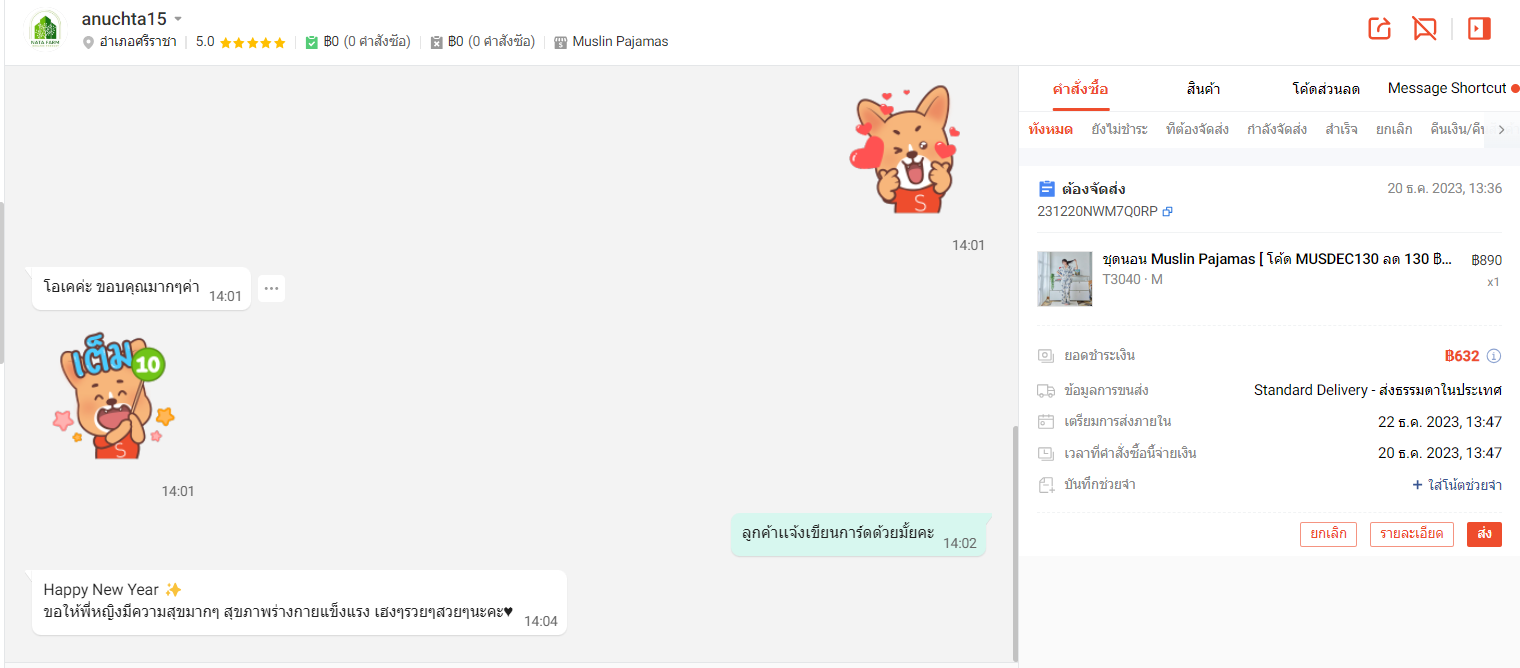 anuchta15
อำเภอศรีราชา
5.0
฿0 (0 คำสั่งซื้อ)
฿0 (0 คำสั่งซื้อ)
Muslin Pajamas
NATA FARM
S
14:01
โอเคค่ะ ขอบคุณมากๆค่า 14:01
เต็ม
10
S
14:01
ลูกค้าแจ้งเขียนการ์ดด้วยมั้ยคะ 14:02
Happy New Year ✨
ขอให้พี่หญิงมีความสุขมากๆ สุขภาพร่างกายแข็งแรง เฮงๆรวยๆสวยๆนะคะ♥ 14:04
คำสั่งซื้อ สินค้า โค้ดส่วนลด Message Shortcut
ทั้งหมด ยังไม่ชำระ ที่ต้องจัดส่ง กำลังจัดส่ง สำเร็จ ยกเลิก คืนเงิน/คืน
ต้องจัดส่ง 20 ธ.ค. 2023, 13:36
231220NWM7Q0RP
ชุดนอน Muslin Pajamas [ โค้ด MUSDEC130 ลด 130 ฿... ฿890
T3040 · M x1
ยอดชำระเงิน ฿632
ข้อมูลการขนส่ง Standard Delivery - ส่งธรรมดาในประเทศ
เตรียมการส่งภายใน 22 ธ.ค. 2023, 13:47
เวลาที่คำสั่งซื้อนี้จ่ายเงิน 20 ธ.ค. 2023, 13:47
บันทึกช่วยจำ + ใส่โน้ตช่วยจำ
ยกเลิก รายละเอียด ส่ง